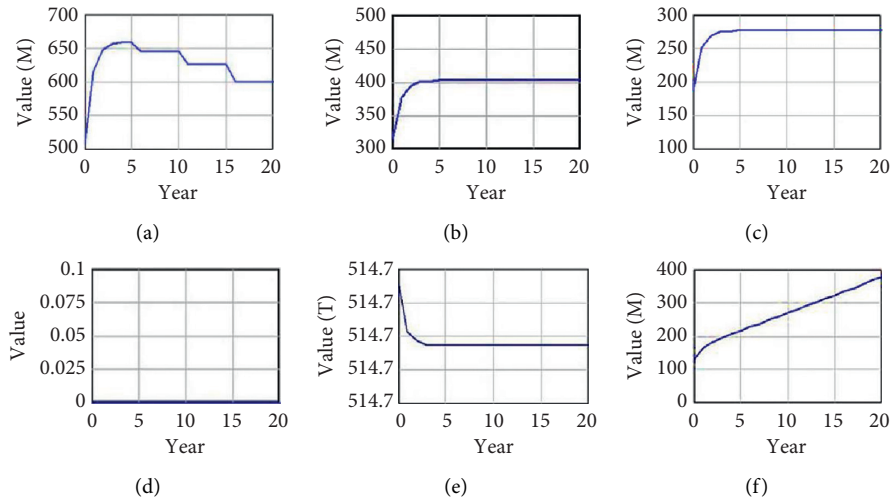 700
650
600
550
500
Value (M)
0 5 10 15 20
Year
(a)
500
450
400
350
300
Value (M)
0 5 10 15 20
Year
(b)
300
250
200
150
100
Value (M)
0 5 10 15 20
Year
(c)
0.1
0.075
0.05
0.025
0
Value
0 5 10 15 20
Year
(d)
514.7
514.7
514.7
514.7
514.7
Value (T)
0 5 10 15 20
Year
(e)
400
300
200
100
0
Value (M)
0 5 10 15 20
Year
(f)